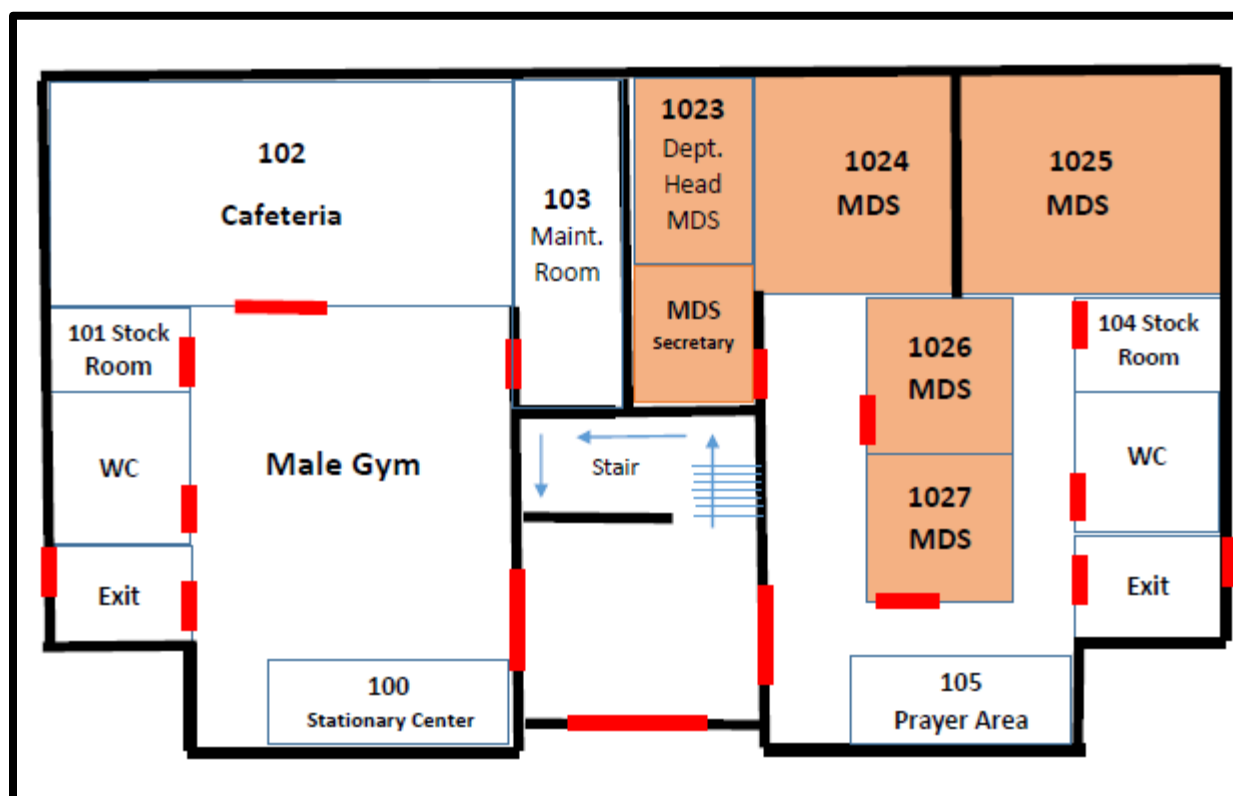 102
Cafeteria
103
Maint.
Room
1023
Dept.
Head
MDS
1024
MDS
1025
MDS
101 Stock
Room
MDS
Secretary
1026
MDS
104 Stock
Room
WC
Male Gym
Stair
1027
MDS
WC
Exit
Exit
100
Stationary Center
105
Prayer Area